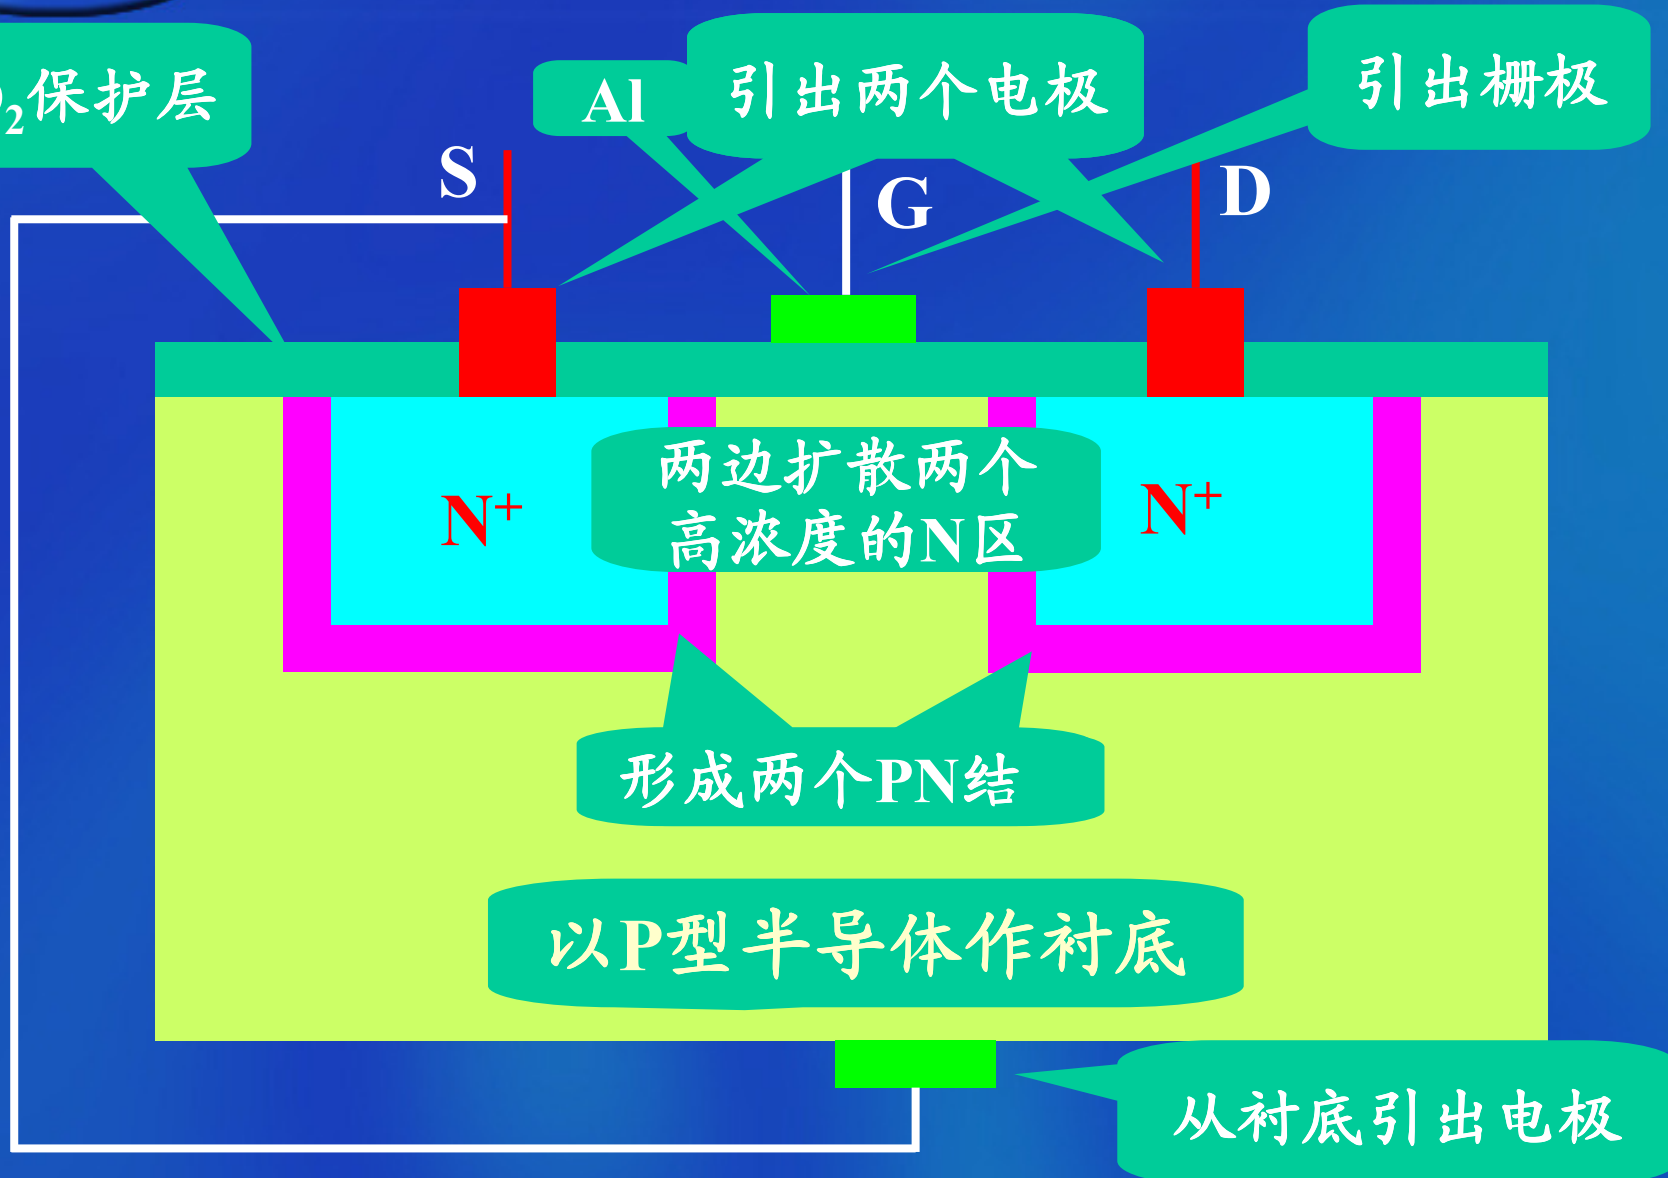 ₂保护层
Al
引出两个电极
引出栅极
S
G
D
N⁺
两边扩散两个
高浓度的N区
N⁺
形成两个PN结
以P型半导体作衬底
从衬底引出电极